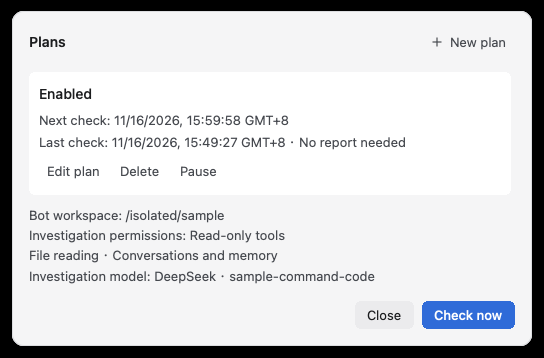 Plans
+ New plan
Enabled
Next check: 11/16/2026, 15:59:58 GMT+8
Last check: 11/16/2026, 15:49:27 GMT+8 · No report needed
Edit plan Delete Pause
Bot workspace: /isolated/sample
Investigation permissions: Read-only tools
File reading · Conversations and memory
Investigation model: DeepSeek · sample-command-code
Close Check now